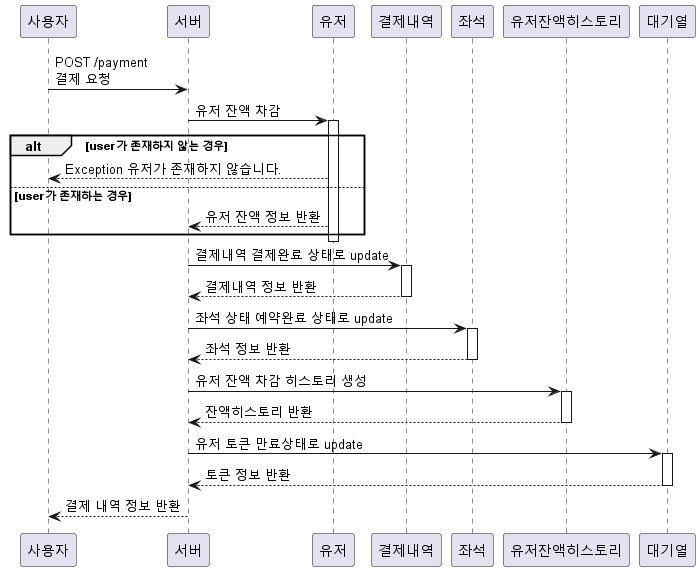 사용자 서버 유저 결제내역 좌석 유저잔액히스토리 대기열
POST /payment
결제 요청
유저 잔액 차감
alt [user가 존재하지 않는 경우]
Exception 유저가 존재하지 않습니다.
[user가 존재하는 경우]
유저 잔액 정보 반환
결제내역 결제완료 상태로 update
결제내역 정보 반환
좌석 상태 예약완료 상태로 update
좌석 정보 반환
유저 잔액 차감 히스토리 생성
잔액히스토리 반환
유저 토큰 만료상태로 update
토큰 정보 반환
결제 내역 정보 반환
사용자 서버 유저 결제내역 좌석 유저잔액히스토리 대기열